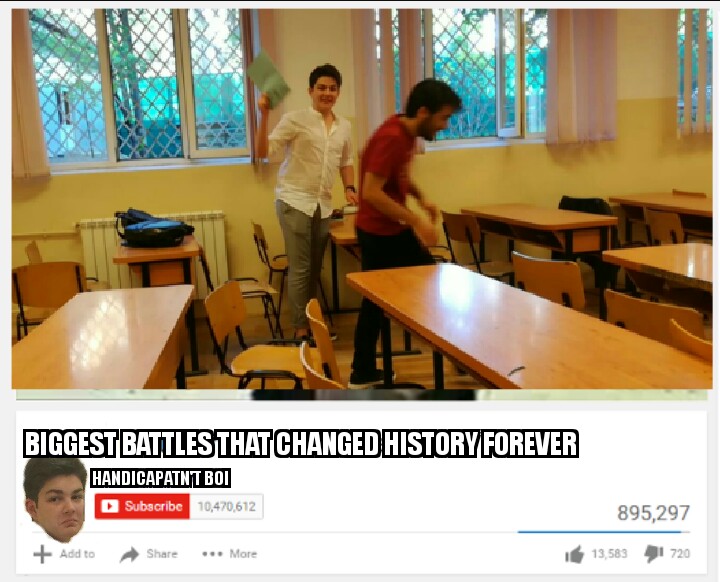 BIGGEST BATTLES THAT CHANGED HISTORY FOREVER
HANDICAPATN'T BOI
Subscribe 10,470,612
895,297
Add to Share More 13,583 720